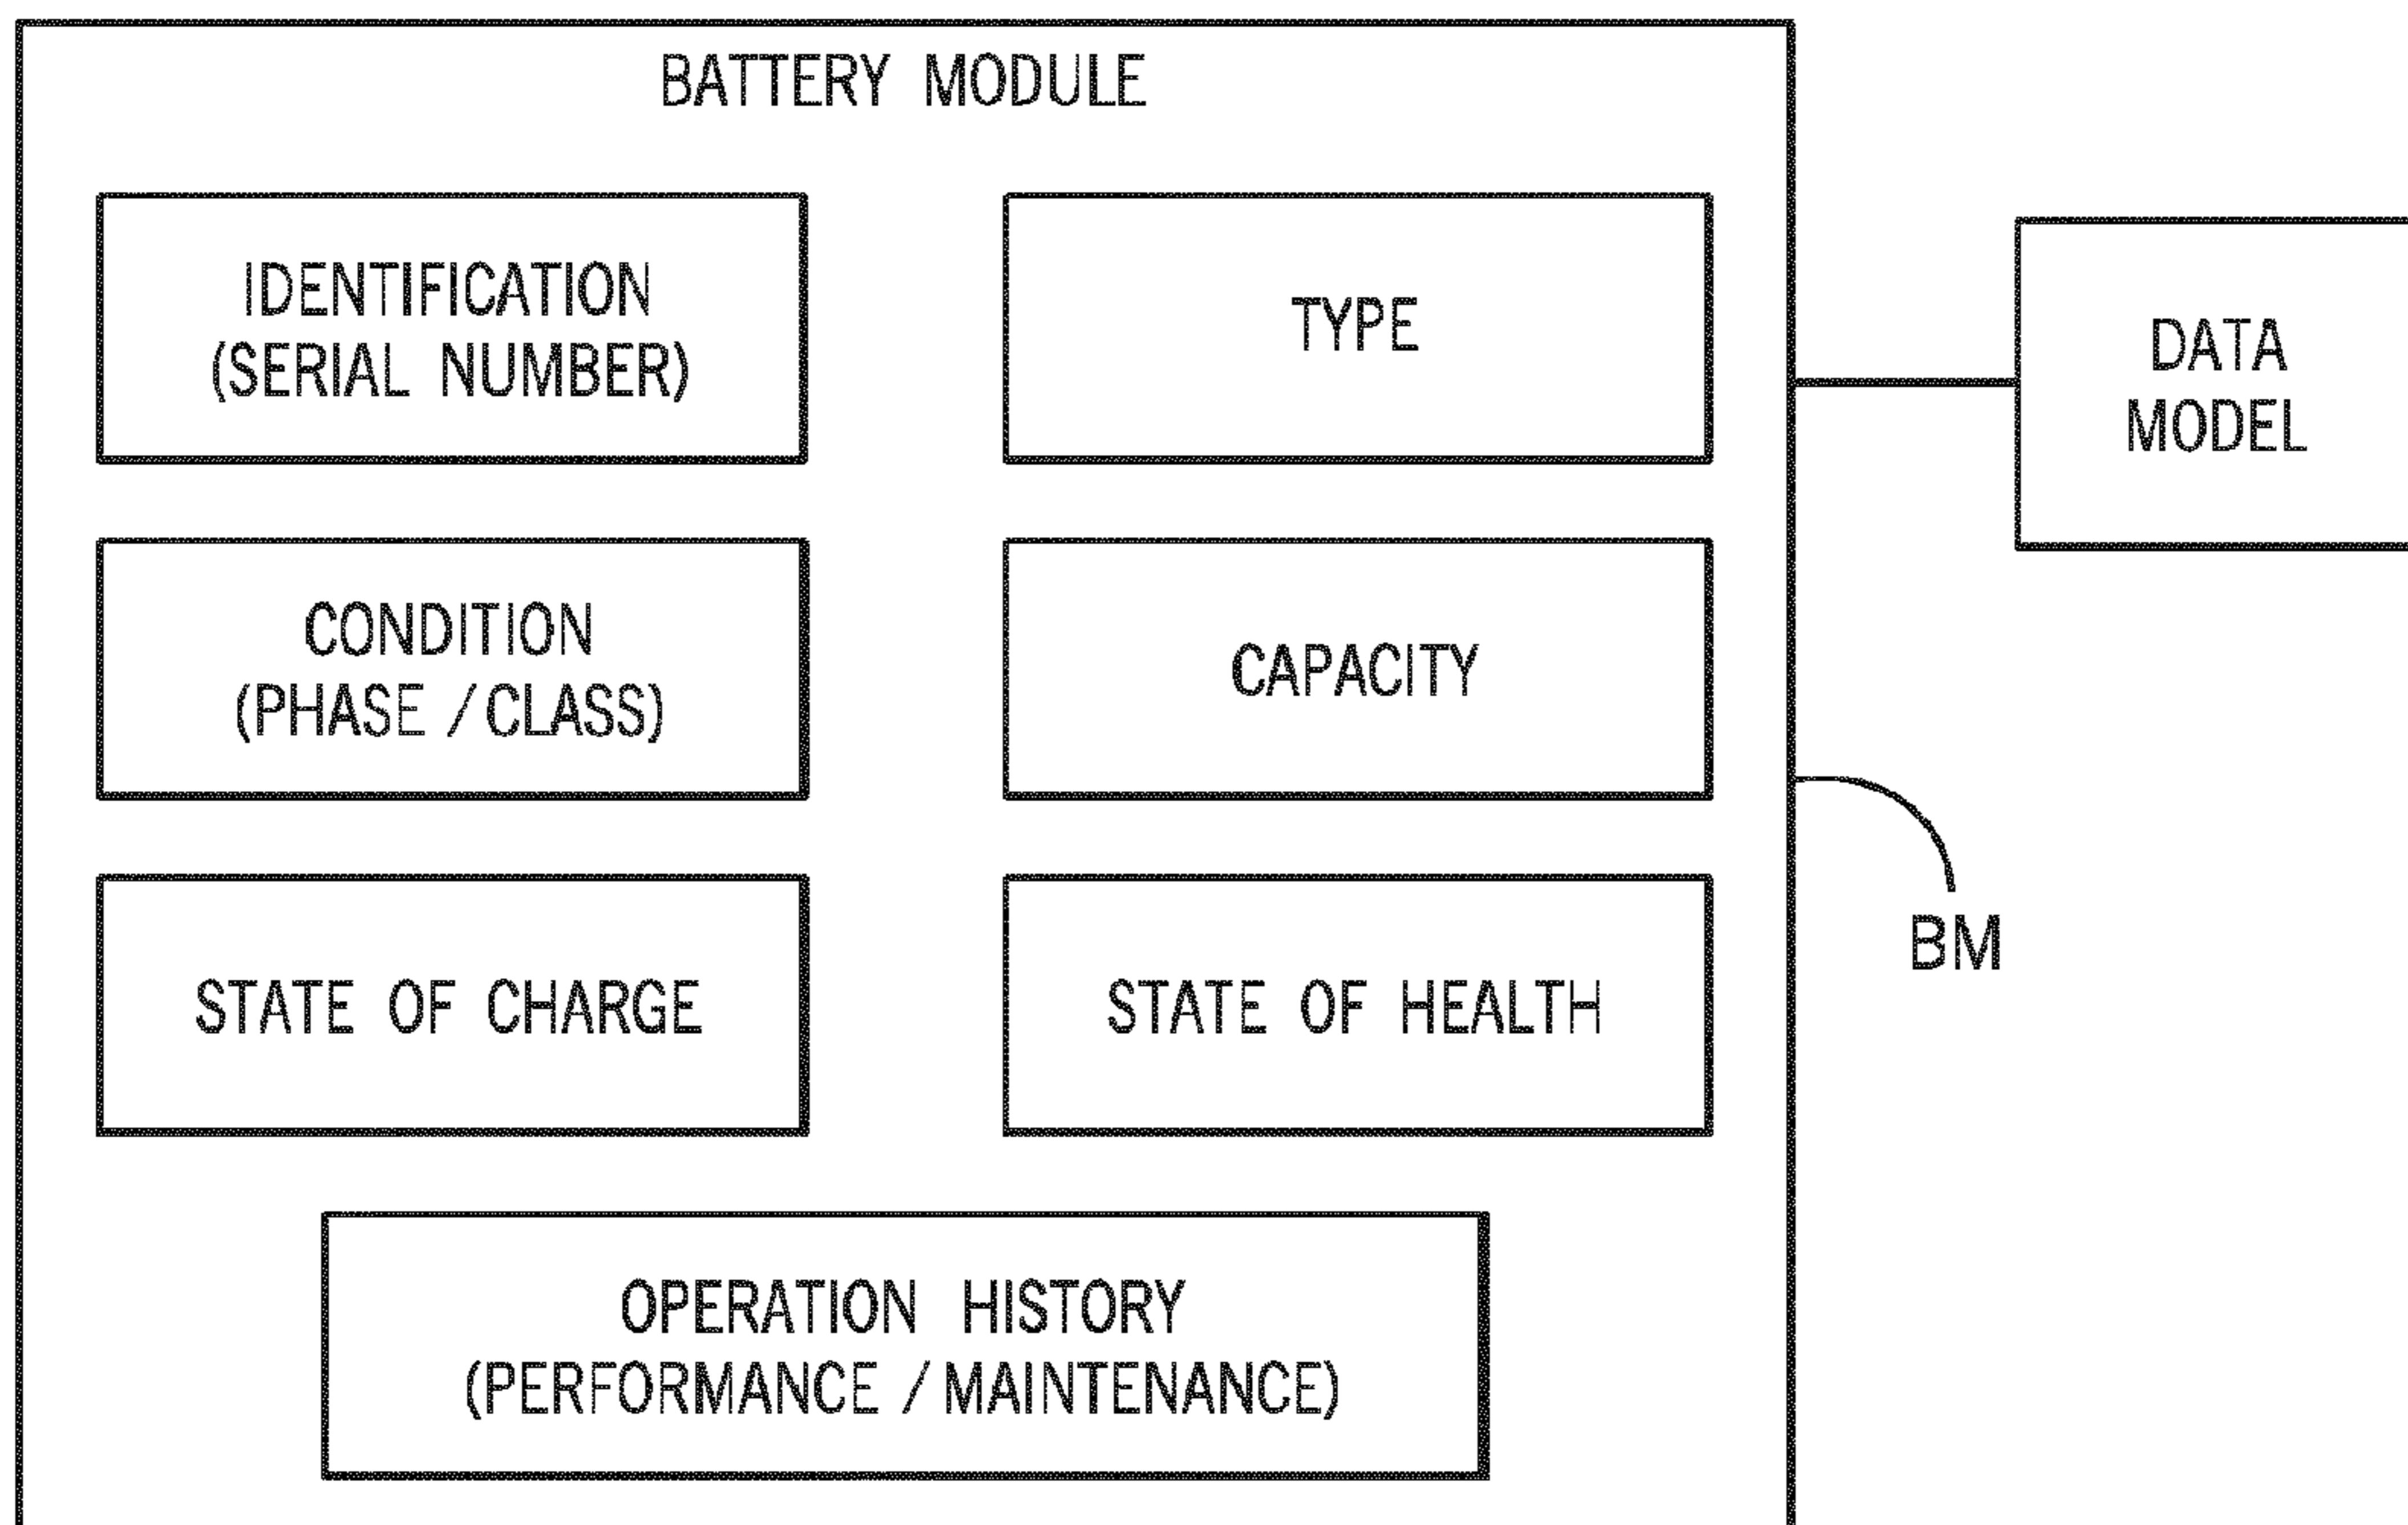 BATTERY MODULE
IDENTIFICATION
(SERIAL NUMBER)
TYPE
DATA
MODEL
CONDITION
(PHASE / CLASS)
CAPACITY
STATE OF CHARGE
STATE OF HEALTH
BM
OPERATION HISTORY
(PERFORMANCE / MAINTENANCE)